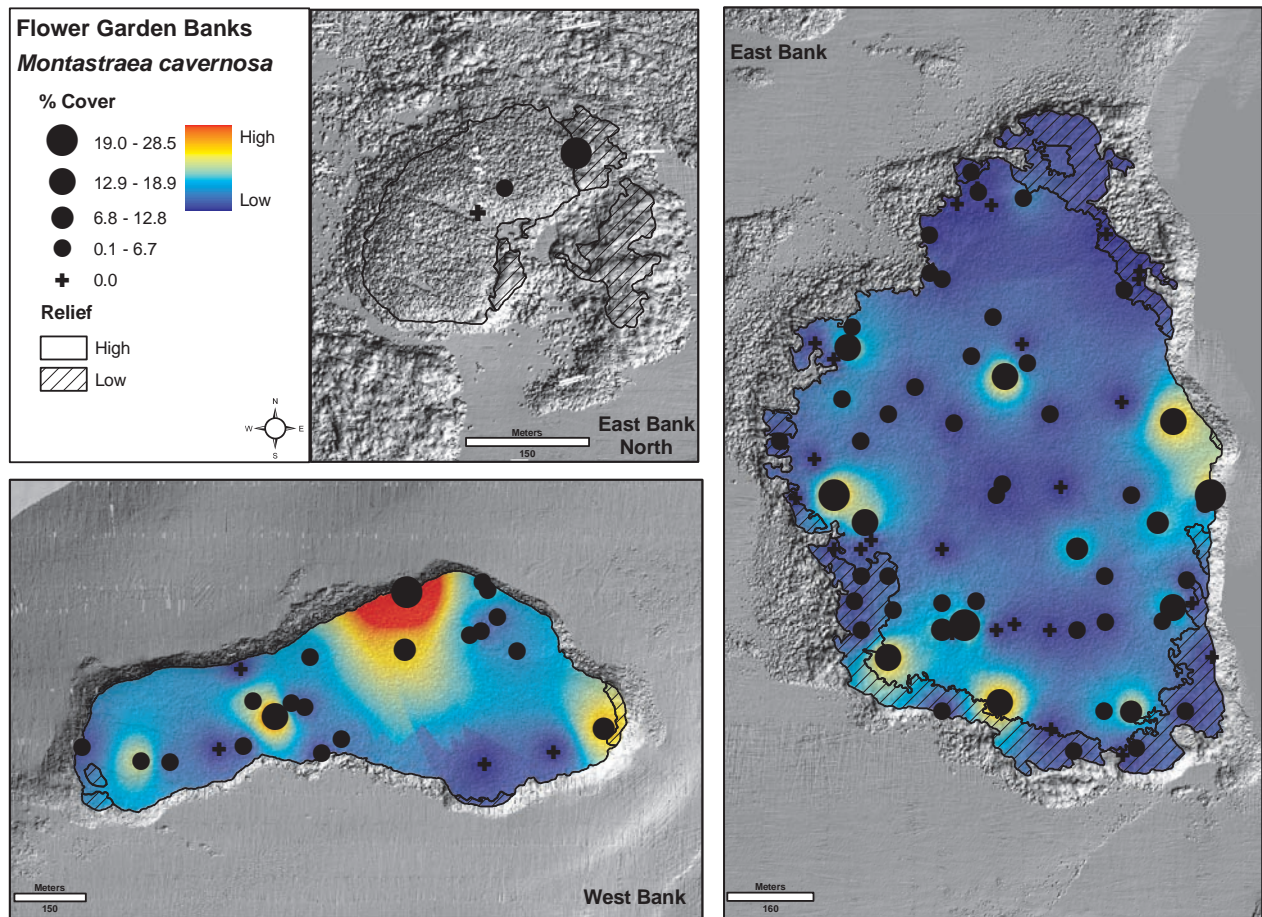 Flower Garden Banks
Montastraea cavernosa
% Cover
19.0 - 28.5
12.9 - 18.9
6.8 - 12.8
0.1 - 6.7
0.0
High
Low
Relief
High
Low
N
W
E
S
Meters
150
East Bank
North
East Bank
Meters
160
Meters
150
West Bank